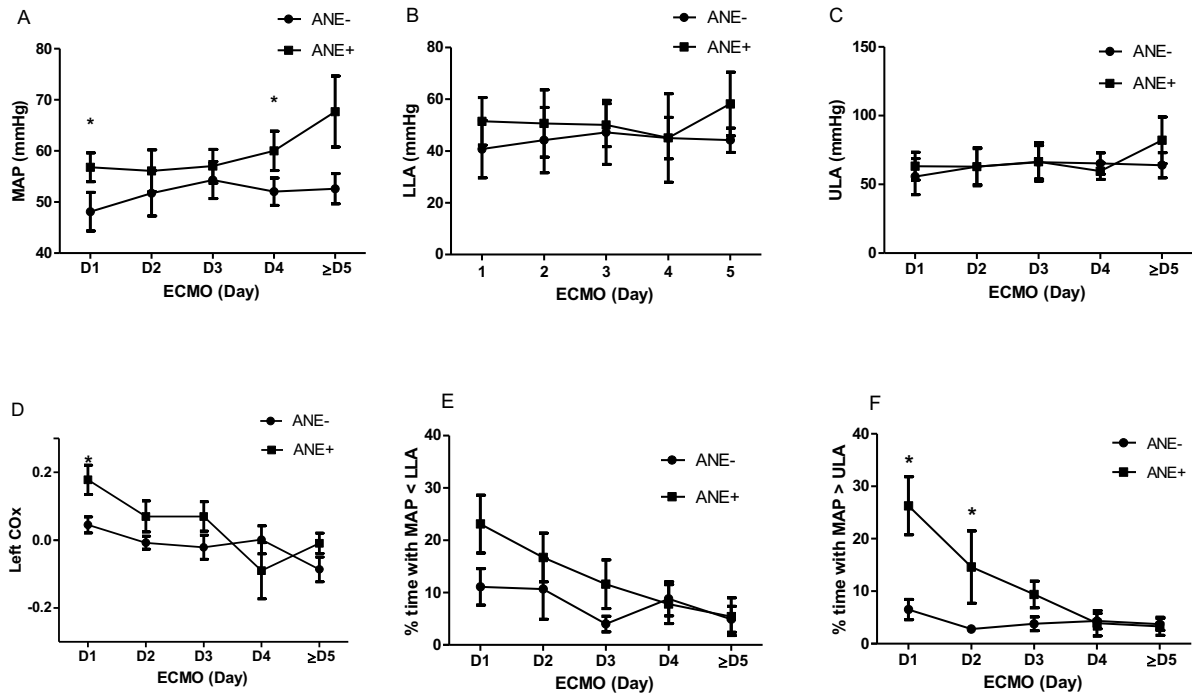 A
ANE-
ANE+
MAP (mmHg)
80
70
60
50
40
*
*
D1 D2 D3 D4 ≥D5
ECMO (Day)
B
ANE-
ANE+
LLA (mmHg)
80
60
40
20
0
1 2 3 4 5
ECMO (Day)
C
ANE-
ANE+
ULA (mmHg)
150
100
50
0
D1 D2 D3 D4 ≥D5
ECMO (Day)
D
ANE-
ANE+
Left COx
0.2
0.0
-0.2
*
D1 D2 D3 D4 ≥D5
ECMO (Day)
E
ANE-
ANE+
% time with MAP < LLA
40
30
20
10
0
D1 D2 D3 D4 ≥D5
ECMO (Day)
F
ANE-
ANE+
% time with MAP > ULA
40
30
20
10
0
*
*
D1 D2 D3 D4 ≥D5
ECMO (Day)